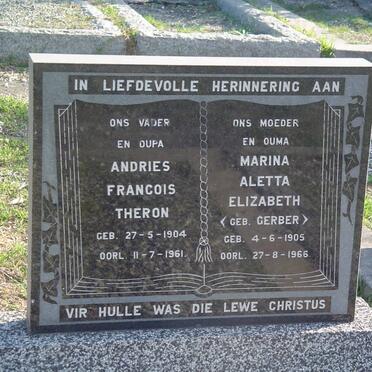 IN LIEFDEVOLLE HERINNERING AAN
ONS VADER
EN OUPA
ANDRIES
FRANCOIS
THERON
GEB. 27-5-1904
OORL. 11-7-1961.
ONS MOEDER
EN OUMA
MARINA
ALETTA
ELIZABETH
(GEB. GERBER)
GEB. 4-6-1905
OORL. 27-8-1966
VIR HULLE WAS DIE LEWE CHRISTUS